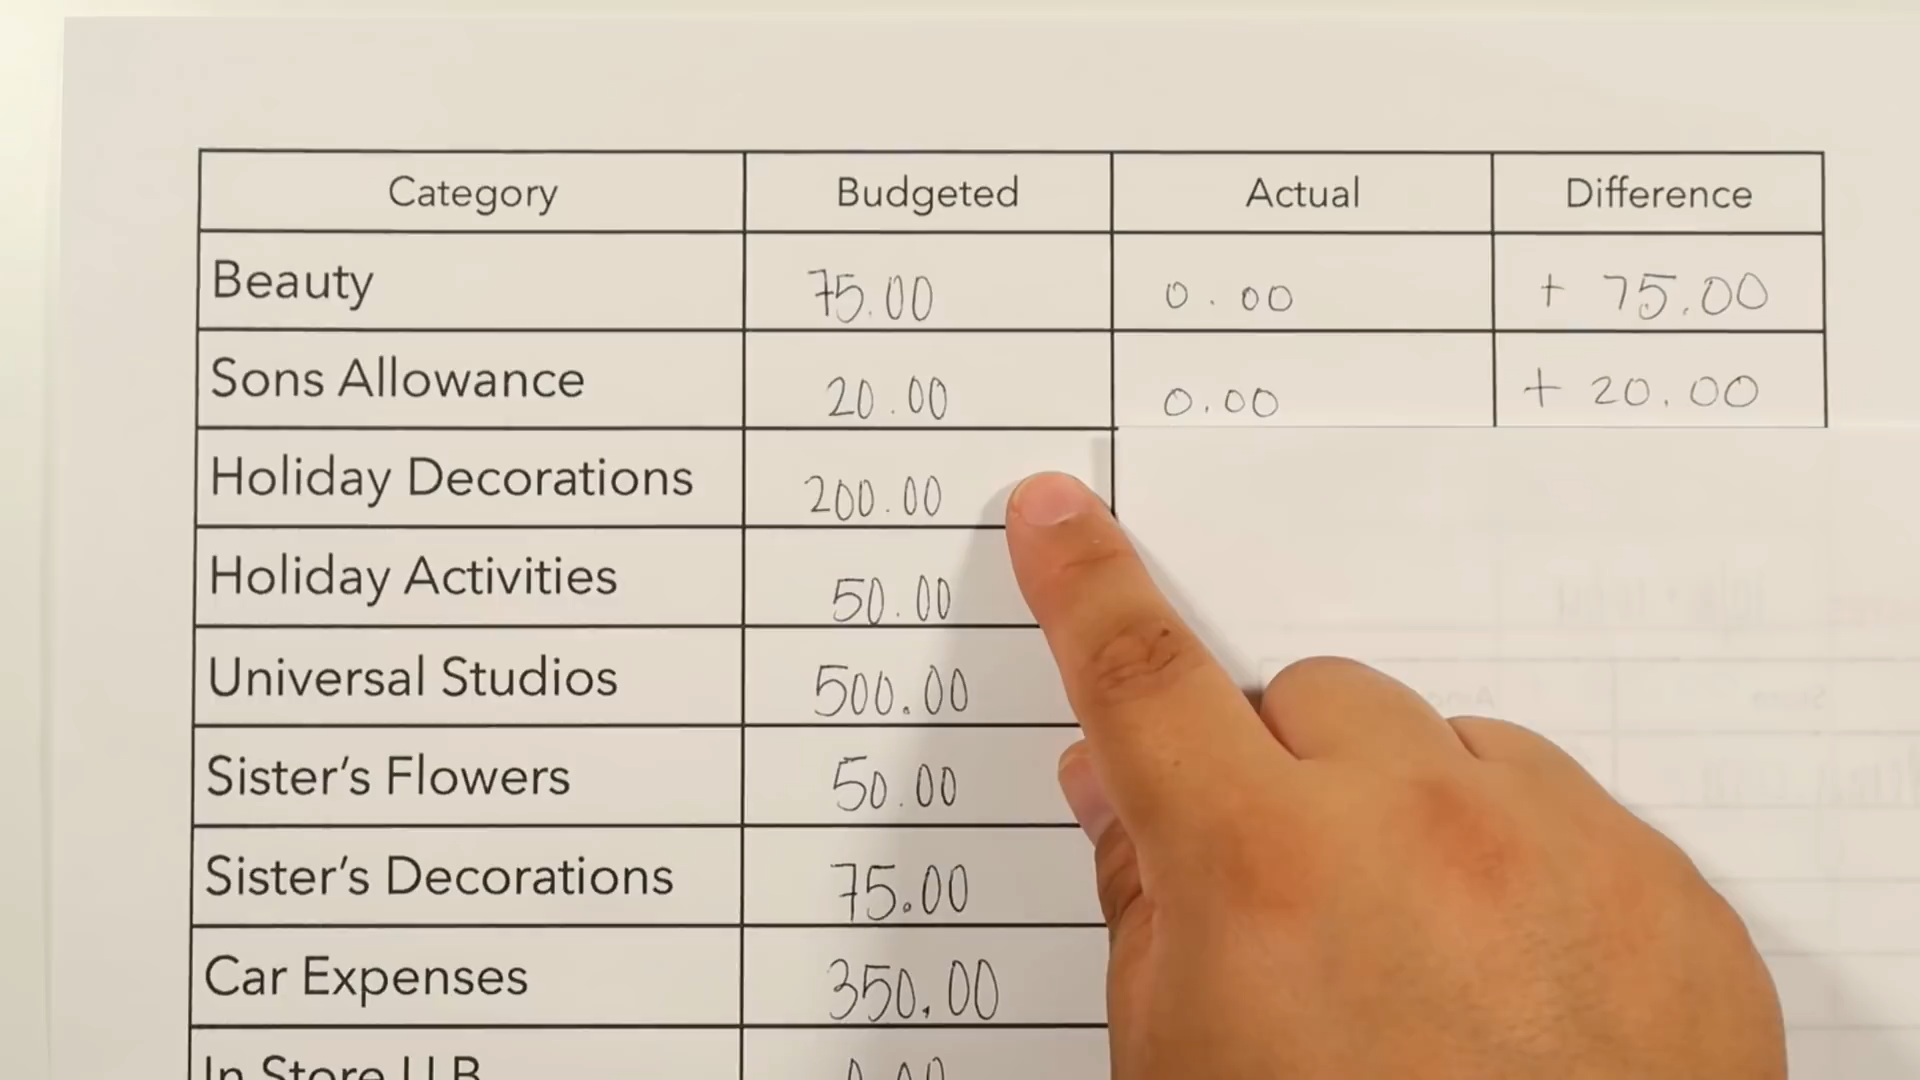 Category Budgeted Actual Difference
Beauty 75.00 0.00 + 75.00
Sons Allowance 20.00 0.00 + 20.00
Holiday Decorations 200.00
Holiday Activities 50.00
Universal Studios 500.00
Sister's Flowers 50.00
Sister's Decorations 75.00
Car Expenses 350.00
In Store